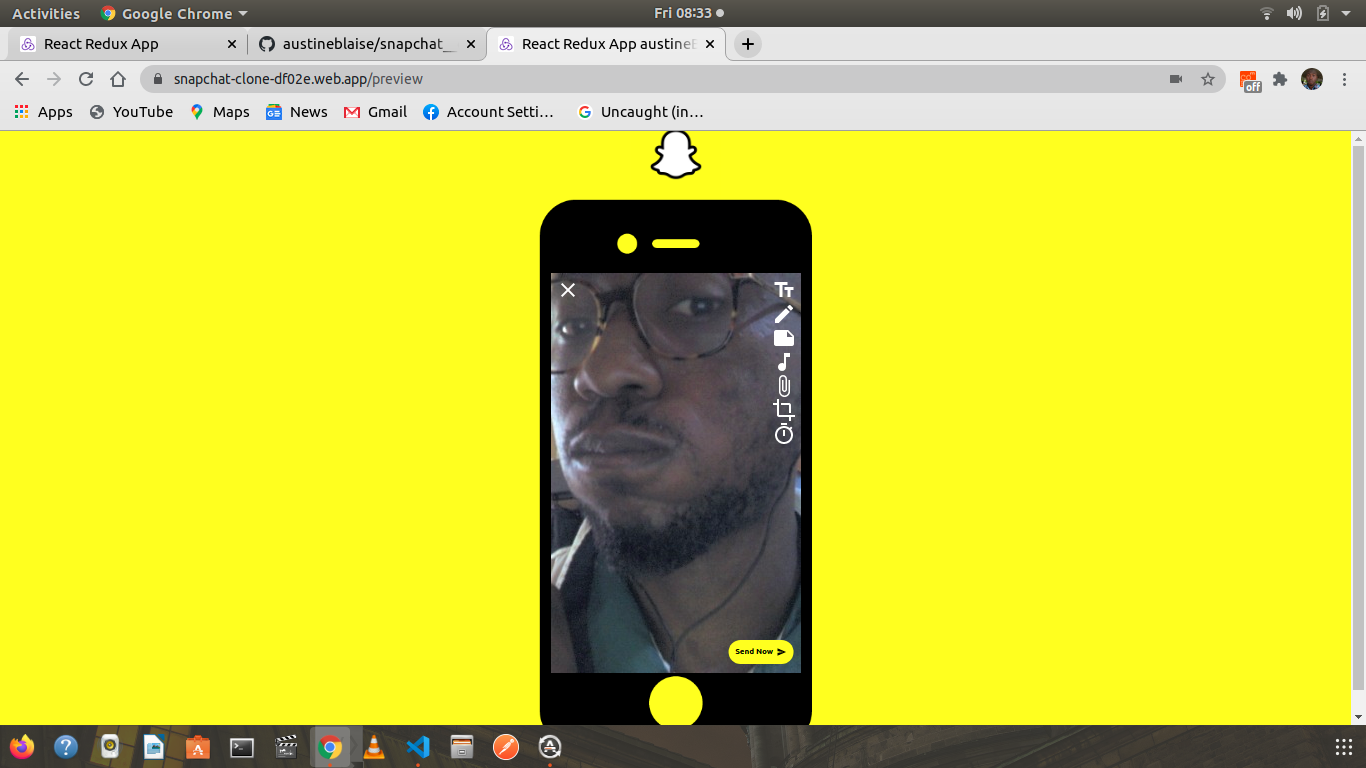 Activities Google Chrome Fri 08:33
React Redux App austineblaise/snapchat_ React Redux App
snapchat-clone-df02e.web.app/preview off
Apps YouTube Maps News Gmail Account Setti... Uncaught (in...
Tt
Send Now